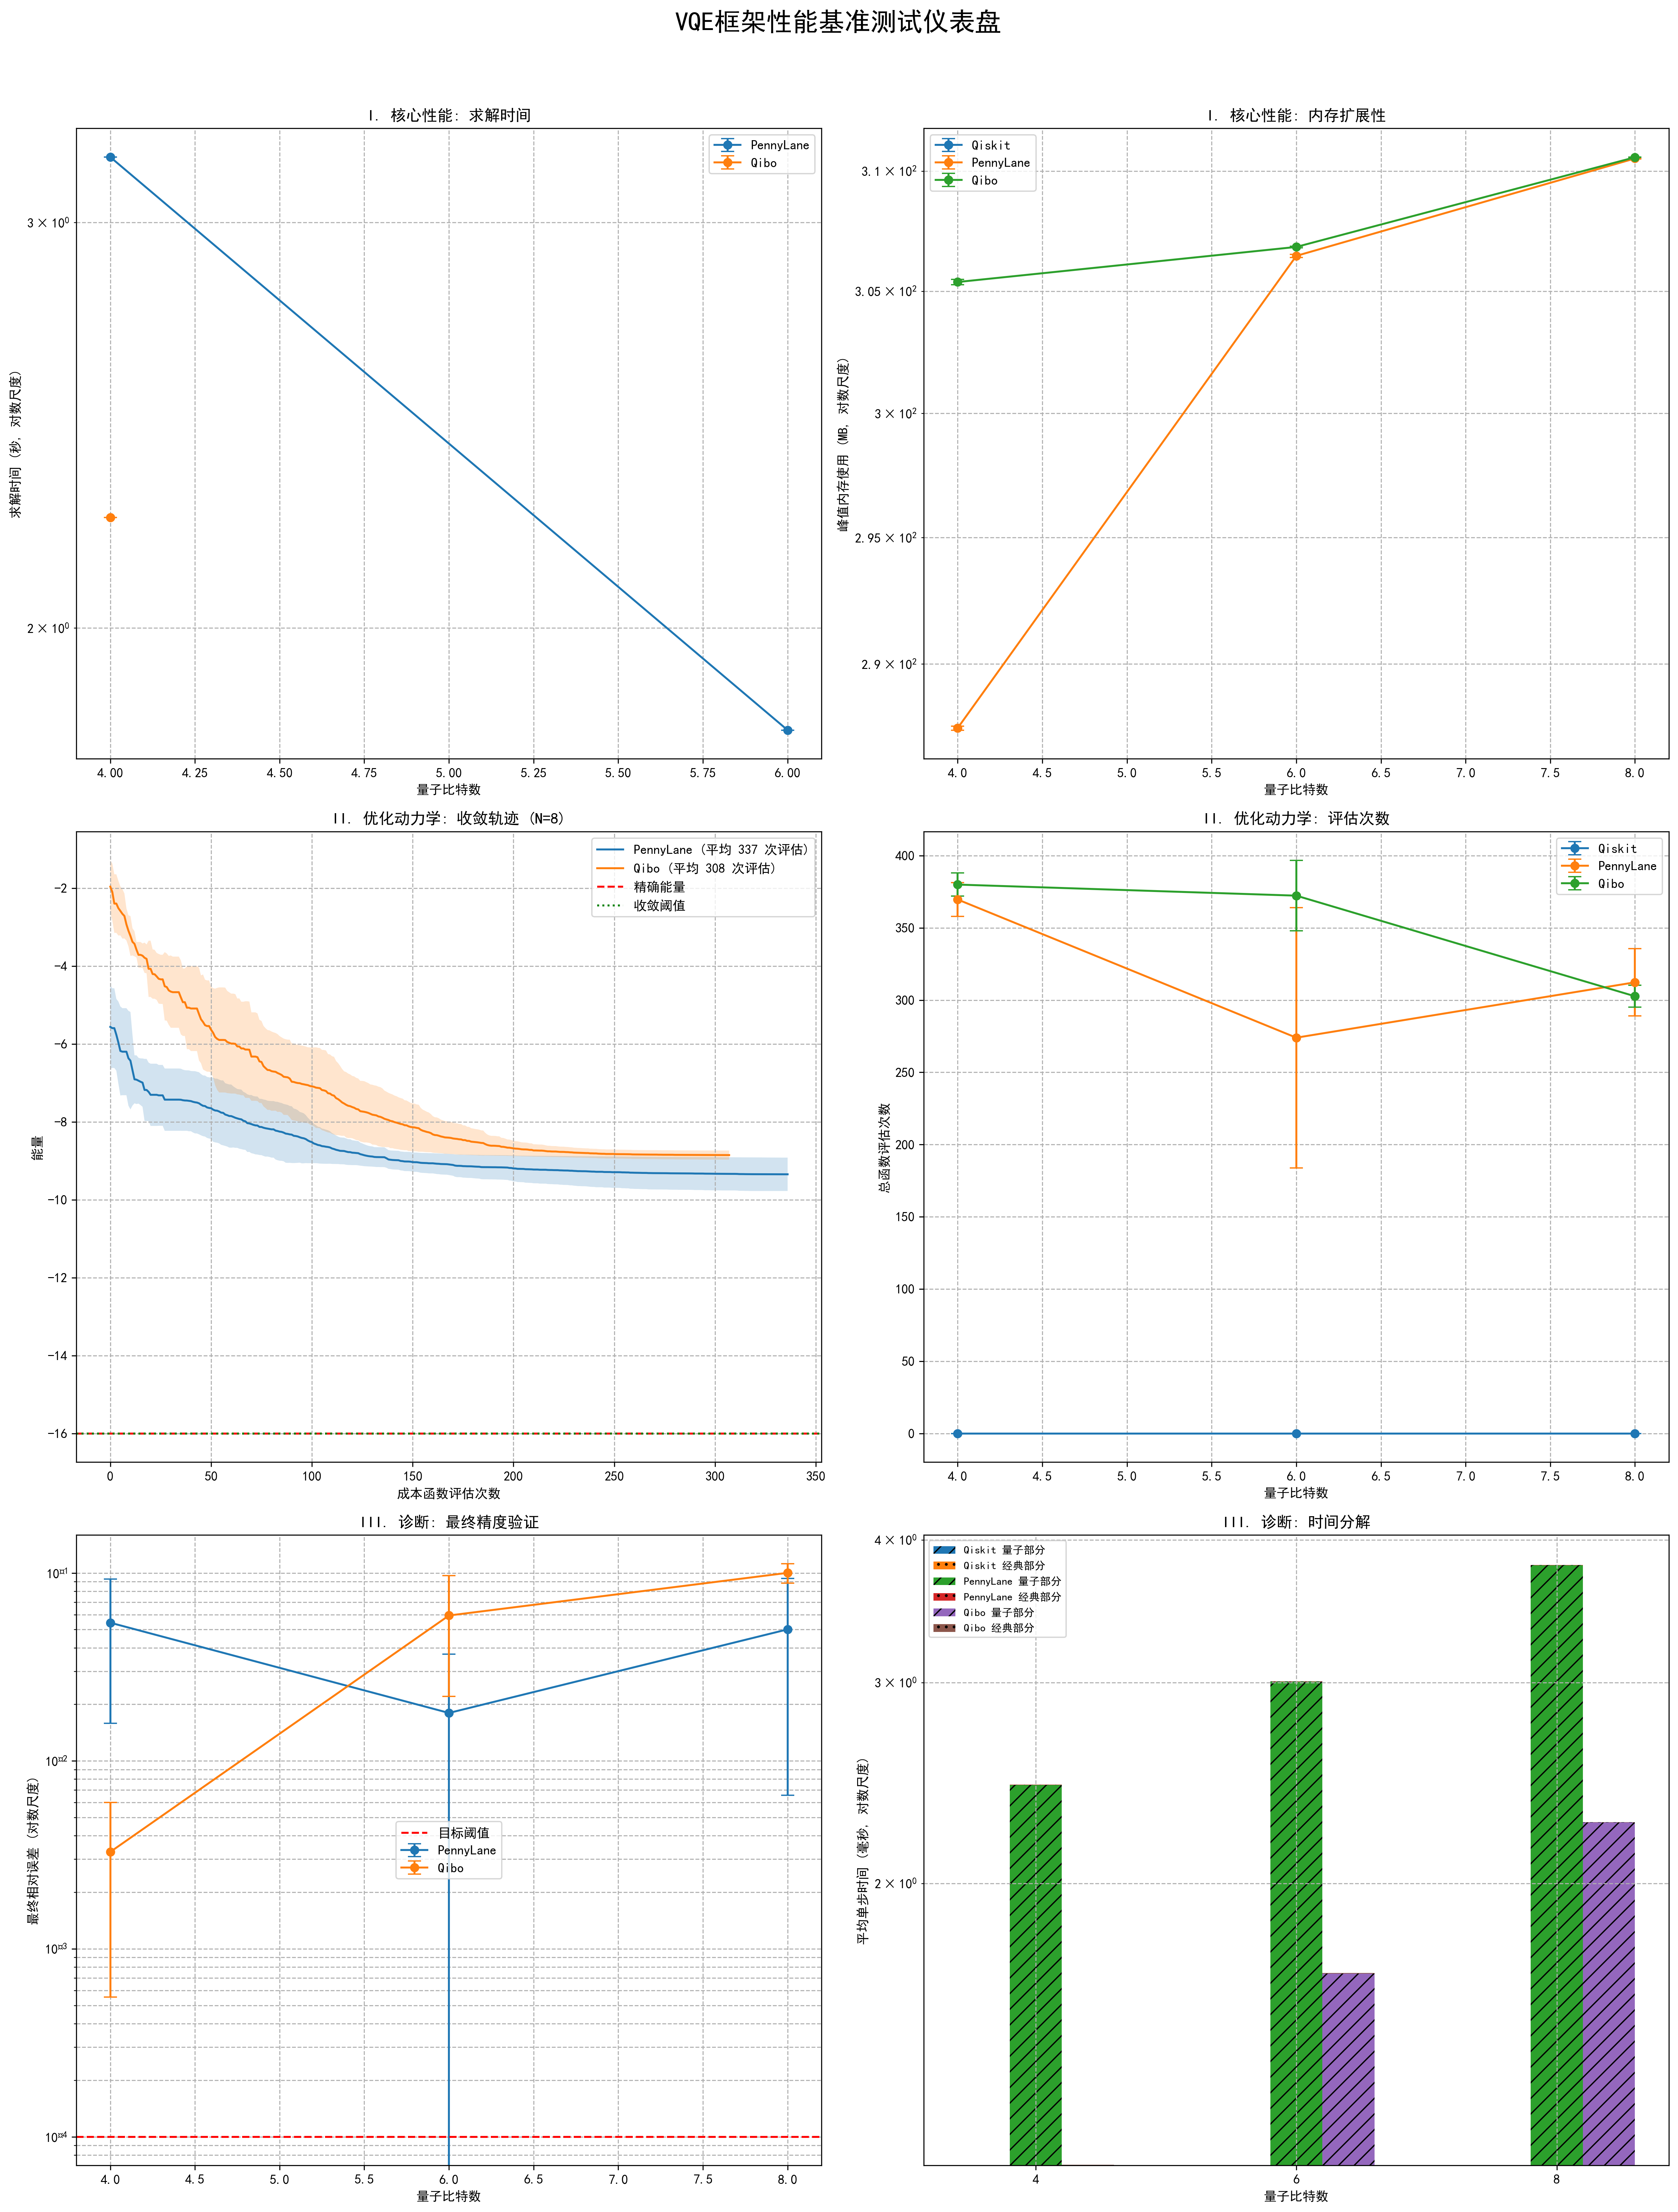 VQE框架性能基准测试仪表盘
I. 核心性能: 求解时间
求解时间 (秒, 对数尺度)
3 × 10⁰
2 × 10⁰
PennyLane
Qibo
4.00 4.25 4.50 4.75 5.00 5.25 5.50 5.75 6.00
量子比特数
I. 核心性能: 内存扩展性
峰值内存使用 (MB, 对数尺度)
3.1 × 10²
3.05 × 10²
3 × 10²
2.95 × 10²
2.9 × 10²
Qiskit
PennyLane
Qibo
4.0 4.5 5.0 5.5 6.0 6.5 7.0 7.5 8.0
量子比特数
II. 优化动力学: 收敛轨迹 (N=8)
能量
−2
−4
−6
−8
−10
−12
−14
−16
PennyLane (平均 337 次评估)
Qibo (平均 308 次评估)
精确能量
收敛阈值
0 50 100 150 200 250 300 350
成本函数评估次数
II. 优化动力学: 评估次数
总函数评估次数
400
350
300
250
200
150
100
50
0
Qiskit
PennyLane
Qibo
4.0 4.5 5.0 5.5 6.0 6.5 7.0 7.5 8.0
量子比特数
III. 诊断: 最终精度验证
最终相对误差 (对数尺度)
10¤1
10¤2
10¤3
10¤4
目标阈值
PennyLane
Qibo
4.0 4.5 5.0 5.5 6.0 6.5 7.0 7.5 8.0
量子比特数
III. 诊断: 时间分解
平均单步时间 (毫秒, 对数尺度)
4 × 10⁰
3 × 10⁰
2 × 10⁰
Qiskit 量子部分
Qiskit 经典部分
PennyLane 量子部分
PennyLane 经典部分
Qibo 量子部分
Qibo 经典部分
4 6 8
量子比特数